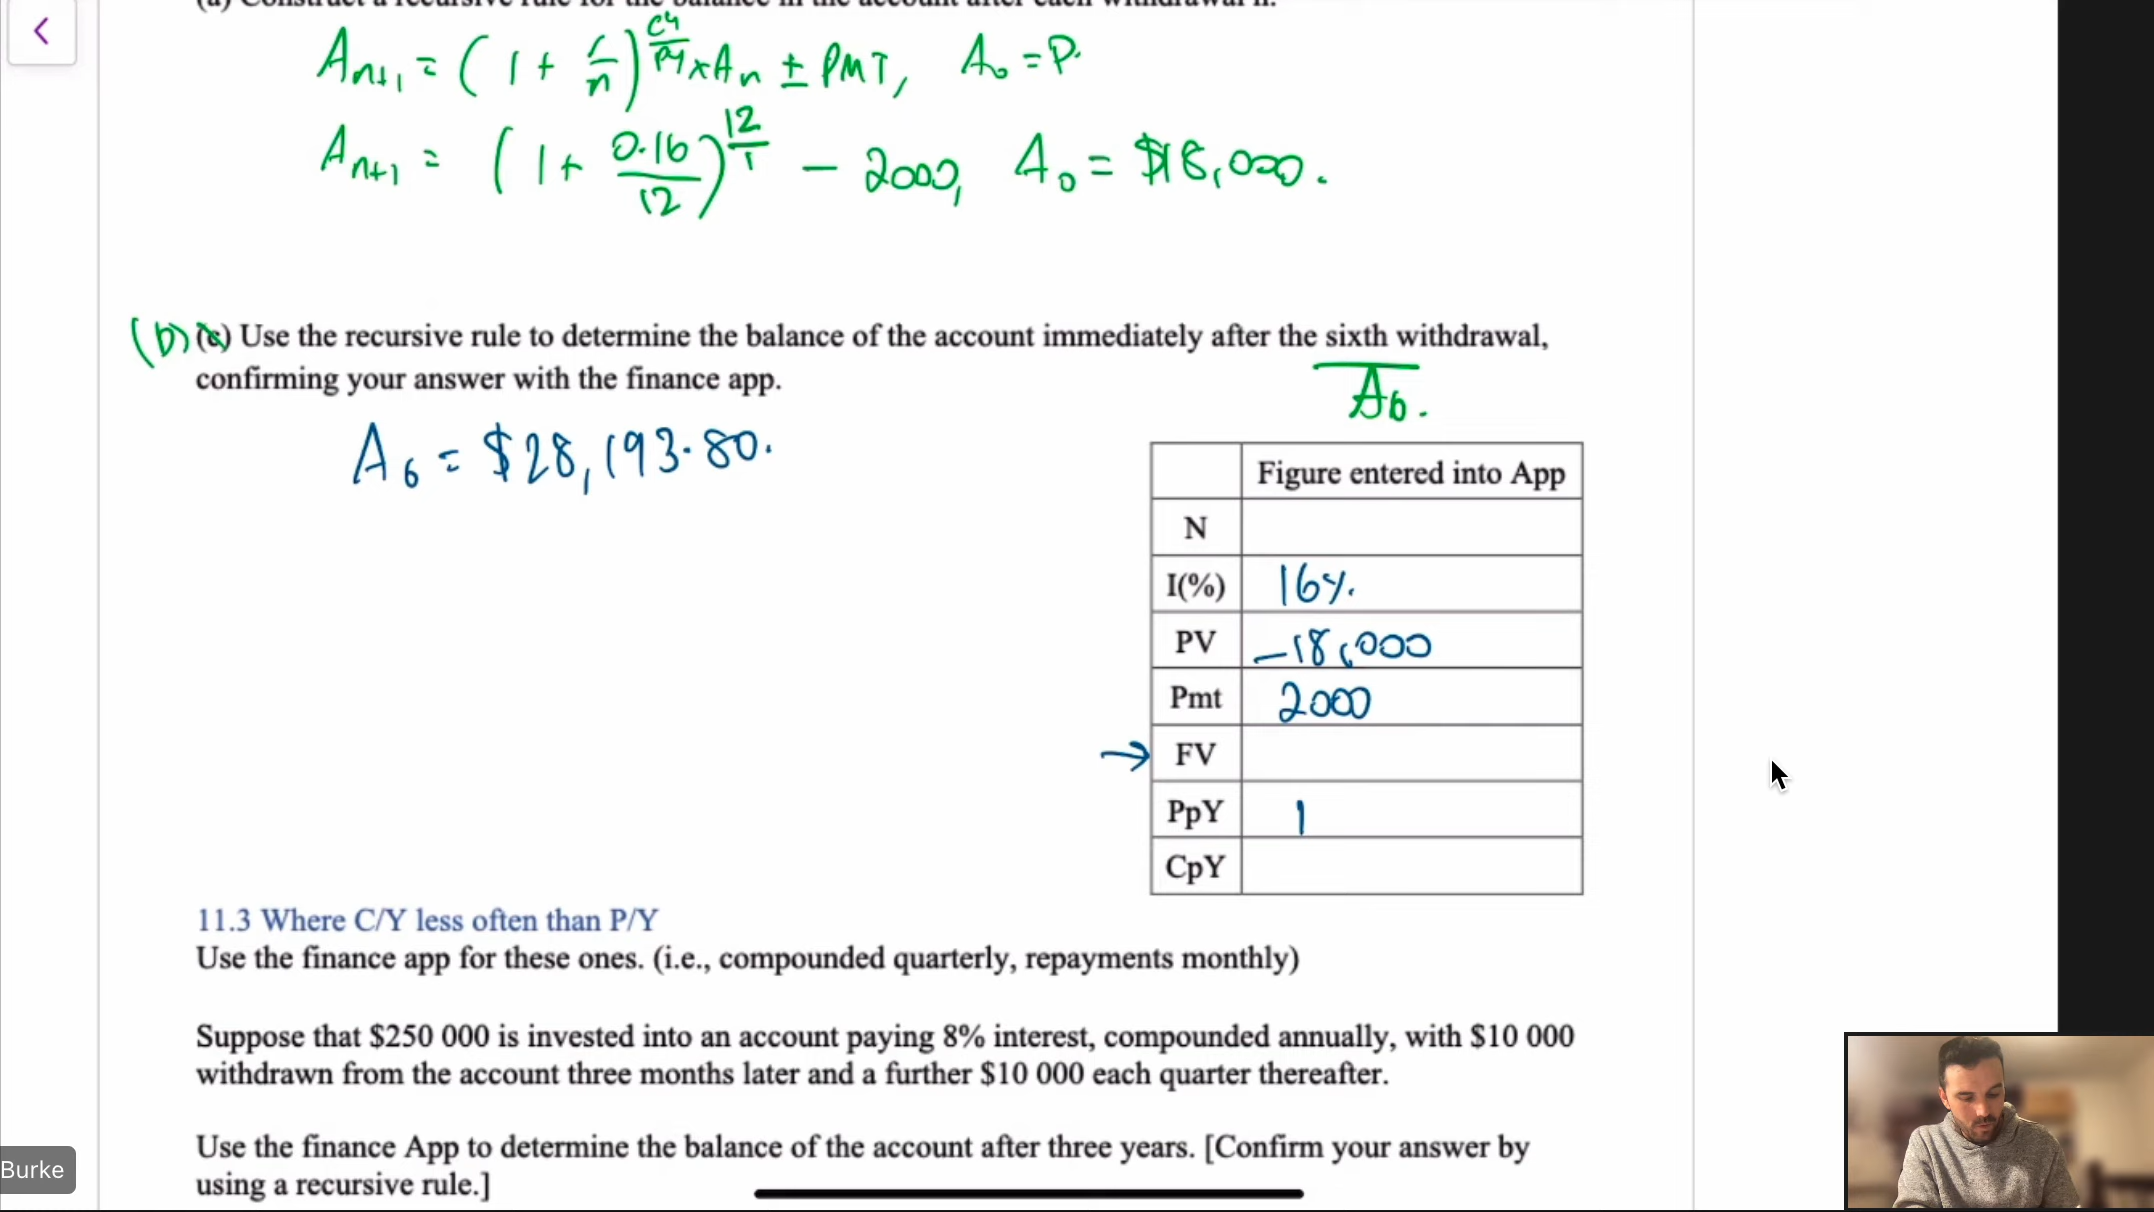 A_{n+1} = (1 + r/n)^{CY/PY} x A_n ± PMT, A_0 = P.
A_{n+1} = (1 + 0.16/12)^{12/1} - 2000, A_0 = $18,000.
(b) (c) Use the recursive rule to determine the balance of the account immediately after the sixth withdrawal,
confirming your answer with the finance app.
A_6.
A_6 = $28,193.80.
Figure entered into App
N
I(%) 16%
PV -18,000
Pmt 2000
→ FV
PpY 1
CpY
11.3 Where C/Y less often than P/Y
Use the finance app for these ones. (i.e., compounded quarterly, repayments monthly)
Suppose that $250 000 is invested into an account paying 8% interest, compounded annually, with $10 000
withdrawn from the account three months later and a further $10 000 each quarter thereafter.
Use the finance App to determine the balance of the account after three years. [Confirm your answer by
using a recursive rule.]
Burke